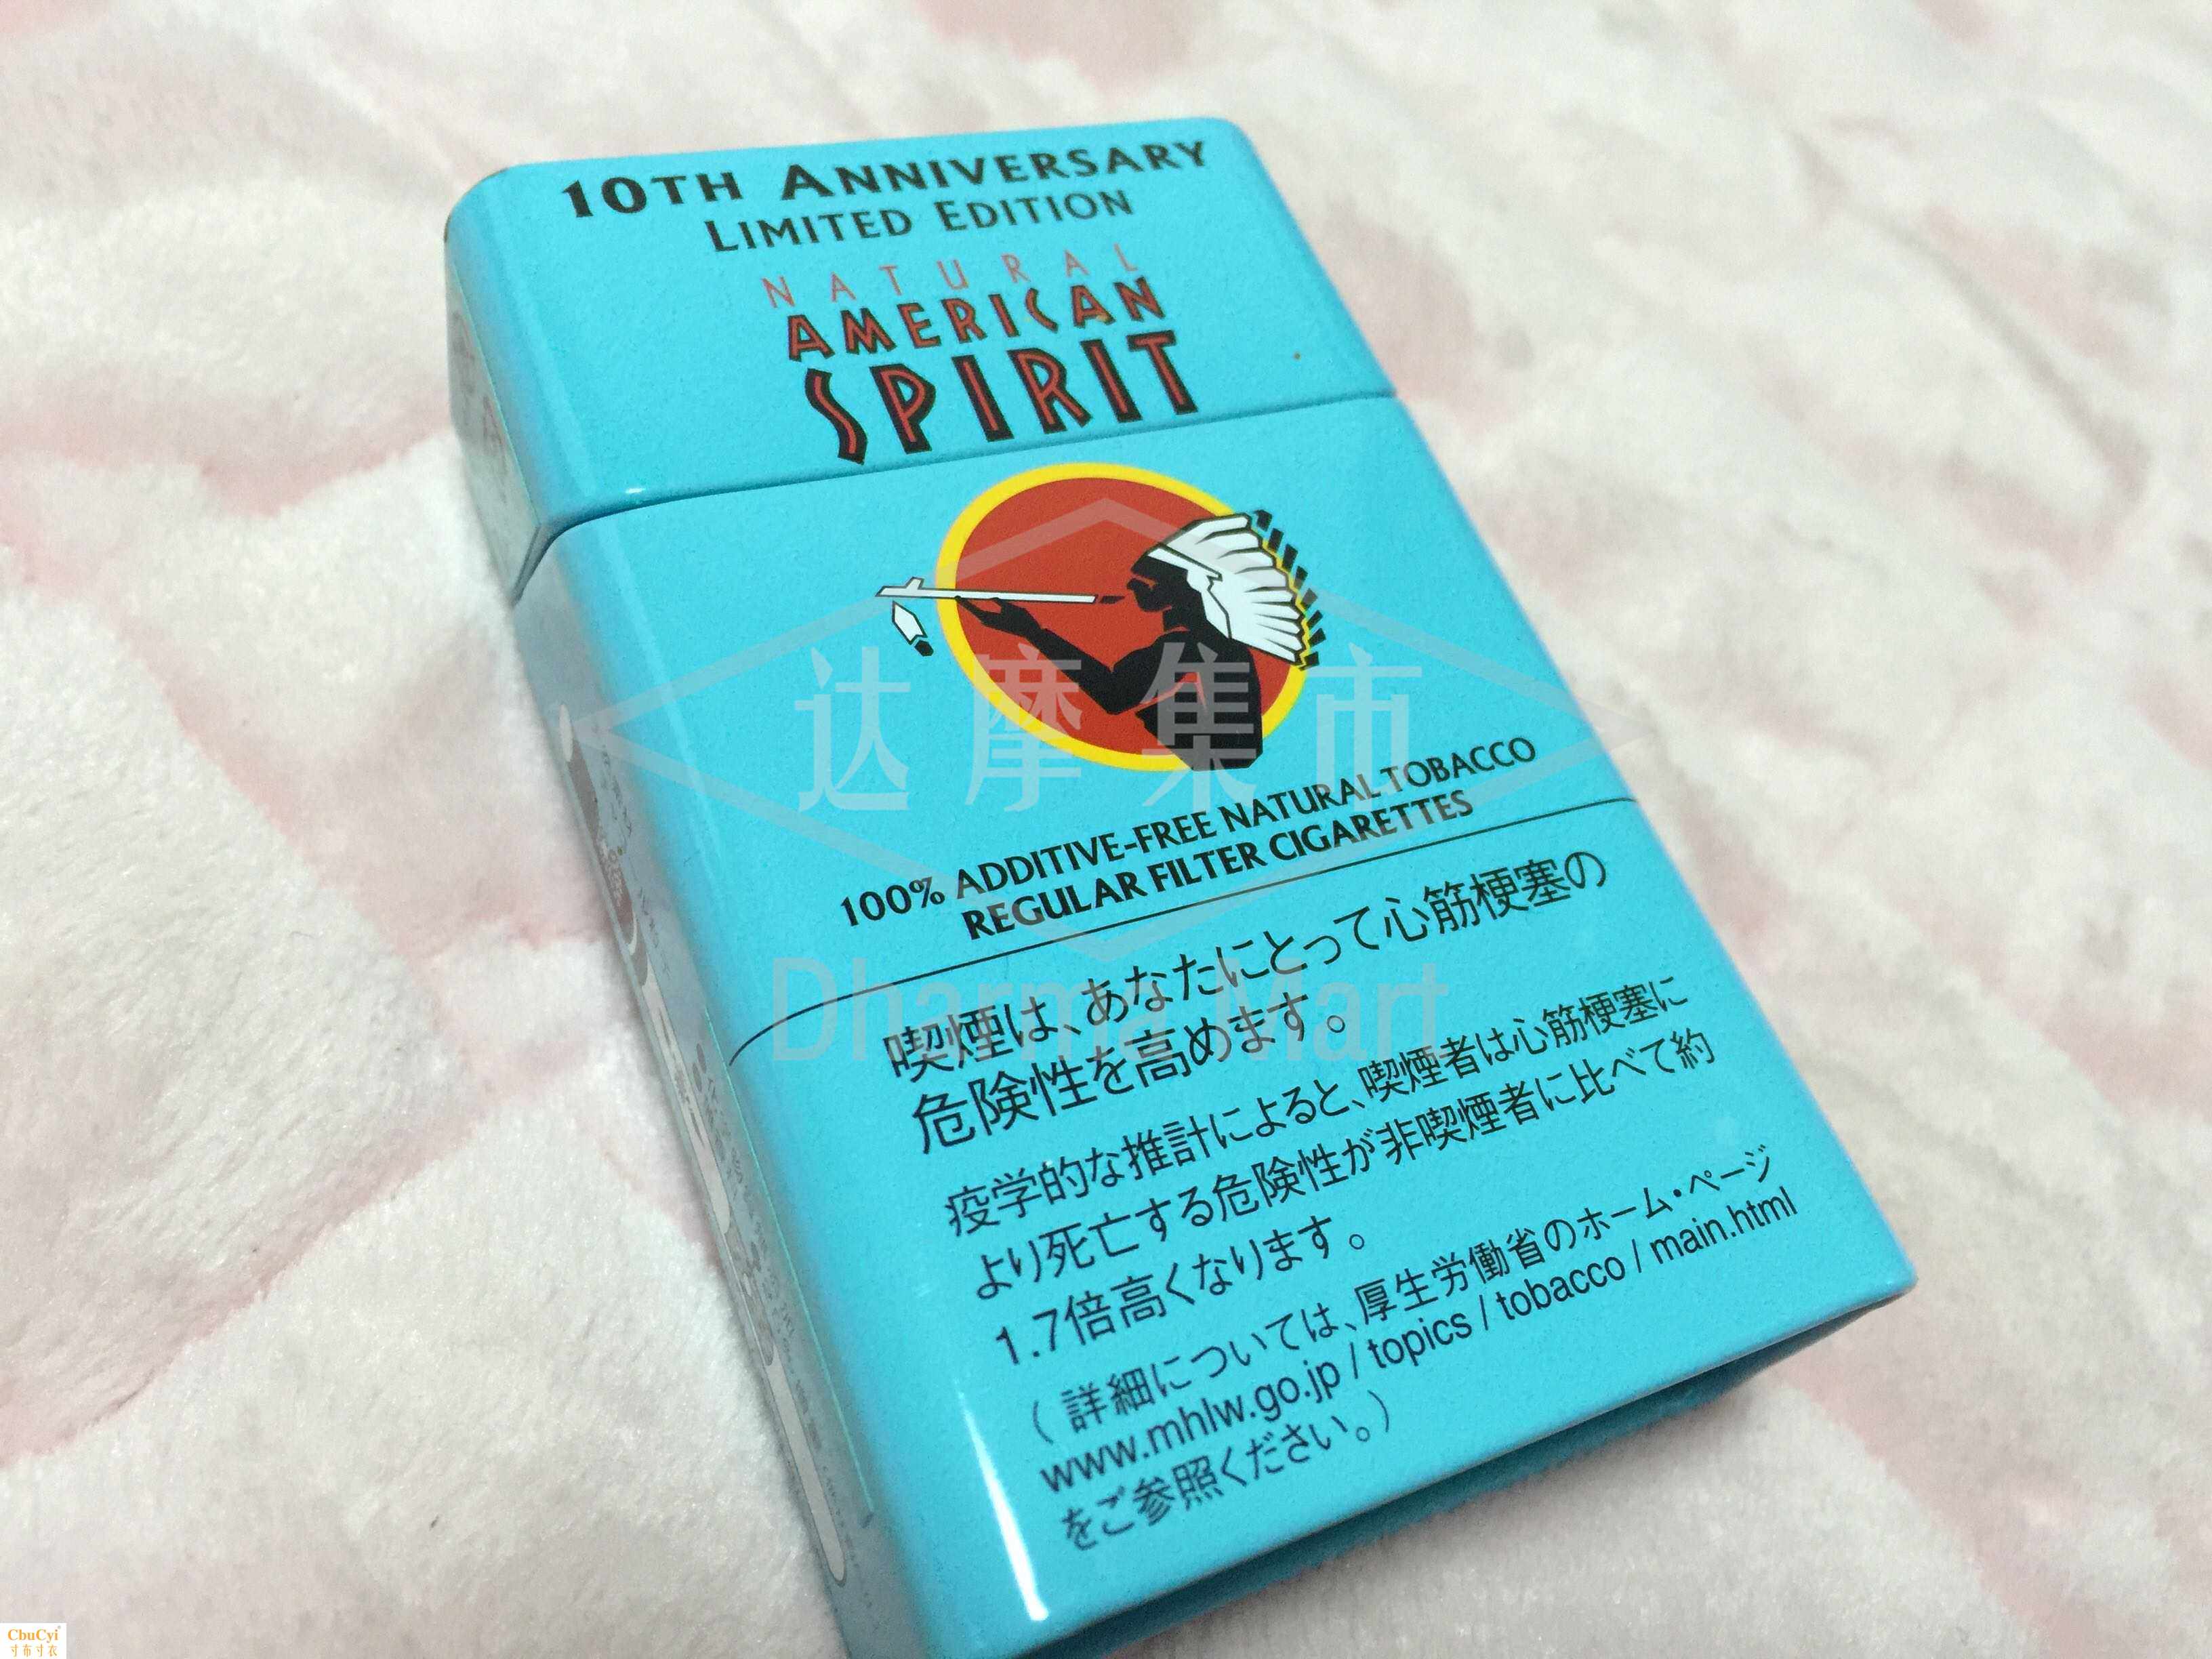 10TH ANNIVERSARY
LIMITED EDITION
NATURAL
AMERICAN
SPIRIT
达摩集市
100% ADDITIVE-FREE NATURAL TOBACCO
REGULAR FILTER CIGARETTES
Dharma Mart
喫煙は、あなたにとって心筋梗塞の
危険性を高めます。
疫学的な推計によると、喫煙者は心筋梗塞に
より死亡する危険性が非喫煙者に比べて約
1.7倍高くなります。
(詳細については、厚生労働省のホーム・ページ
www.mhlw.go.jp / topics / tobacco / main.html
をご参照ください。)
CbuCyi
寸布寸衣